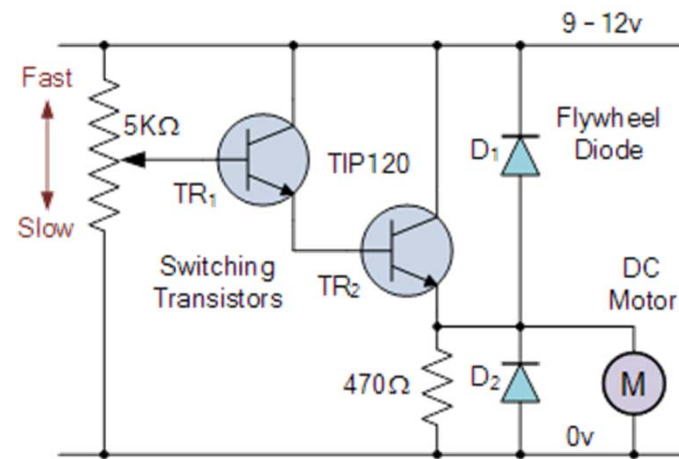 9 – 12v
Fast
5KΩ
Slow
TR1
TIP120
Switching
Transistors
TR2
D1
Flywheel
Diode
DC
Motor
470Ω
D2
M
0v